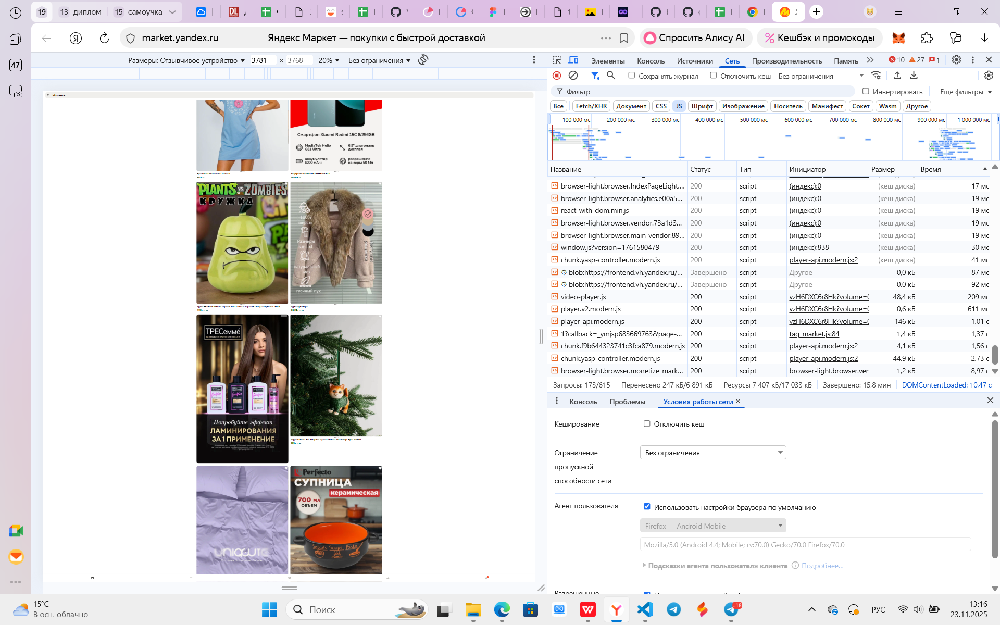 19
13 диплом
15 самоучка
market.yandex.ru
Яндекс Маркет — покупки с быстрой доставкой
Спросить Алису AI
Кешбэк и промокоды
47
Размеры: Отзывчивое устройство
3781 × 3768
20%
Без ограничения
Элементы
Консоль
Источники
Сеть
Производительность
Память
10
27
1
Сохранять журнал
Отключить кеш
Без ограничения
Фильтр
Инвертировать
Ещё фильтры
Все
Fetch/XHR
Документ
CSS
JS
Шрифт
Изображение
Носитель
Манифест
Сокет
Wasm
Другое
100 000 мс
200 000 мс
300 000 мс
400 000 мс
500 000 мс
600 000 мс
700 000 мс
800 000 мс
900 000 мс
1 000 000 мс
Название Статус Тип Инициатор Размер Время
browser-light.browser.IndexPageLight.... 200 script (индекс):0 (кеш диска) 17 мс
browser-light.browser.analytics.e00a5... 200 script (индекс):0 (кеш диска) 19 мс
react-with-dom.min.js 200 script (индекс):0 (кеш диска) 19 мс
browser-light.browser.vendor.73a1d3... 200 script (индекс):0 (кеш диска) 19 мс
browser-light.browser.main-vendor.89... 200 script (индекс):0 (кеш диска) 19 мс
window.js?version=1761580479 200 script (индекс):838 (кеш диска) 30 мс
chunk.yasp-controller.modern.js 200 script player-api.modern.js:2 (кеш диска) 41 мс
blob:https://frontend.vh.yandex.ru/... Завершено script Другое 0,0 кБ 87 мс
blob:https://frontend.vh.yandex.ru/... Завершено script Другое 0,0 кБ 92 мс
video-player.js 200 script vzH6DXC6r8Hk?volume=0 48,4 кБ 209 мс
player.v2.modern.js 200 script vzH6DXC6r8Hk?volume=0 0,6 кБ 611 мс
player-api.modern.js 200 script vzH6DXC6r8Hk?volume=0 146 кБ 1,01 с
1?callback=_ymjsp683669763&page-... 200 script tag_market.js:84 1,4 кБ 1,37 с
chunk.f9b644323741c3fca879.modern.js 200 script player-api.modern.js:2 4,1 кБ 1,56 с
chunk.yasp-controller.modern.js 200 script player-api.modern.js:2 44,9 кБ 2,73 с
browser-light.browser.monetize_mark... 200 script browser-light.browser.ver 1,2 кБ 8,97 с
Запросы: 173/615
Перенесено 247 кБ/6 891 кБ
Ресурсы 7 407 кБ/17 033 кБ
Завершено: 15,8 мин
DOMContentLoaded: 10,47 с
Консоль
Проблемы
Условия работы сети
Кеширование
Отключить кеш
Ограничение
пропускной
способности сети
Без ограничения
Агент пользователя
Использовать настройки браузера по умолчанию
Firefox — Android Mobile
Mozilla/5.0 (Android 4.4; Mobile; rv:70.0) Gecko/70.0 Firefox/70.0
Подсказки агента пользователя клиента
Подробнее...
Найти товары
Смартфон Xiaomi Redmi 15C 8/256GB
MediaTek Helio
G81 Ultra
6.9" диагональ
дисплея
аккумулятор
6000 мА·ч
разрешение
камеры 50 Мп
PLANTS VS. ZOMBIES
КРУЖКА
100%
шерсть
Размеры
s.m.l.xl
натуральный
мех
гусиный пух
ТРЕСемме́
Попробуйте эффект
ЛАМИНИРОВАНИЯ
ЗА 1 ПРИМЕНЕНИЕ
UNIQCUTE
Perfecto
СУПНИЦА
керамическая
700 МЛ
ОБЪЕМ
Salads Soups Pasta
15°C
В осн. облачно
Поиск
18
РУС
13:16
23.11.2025